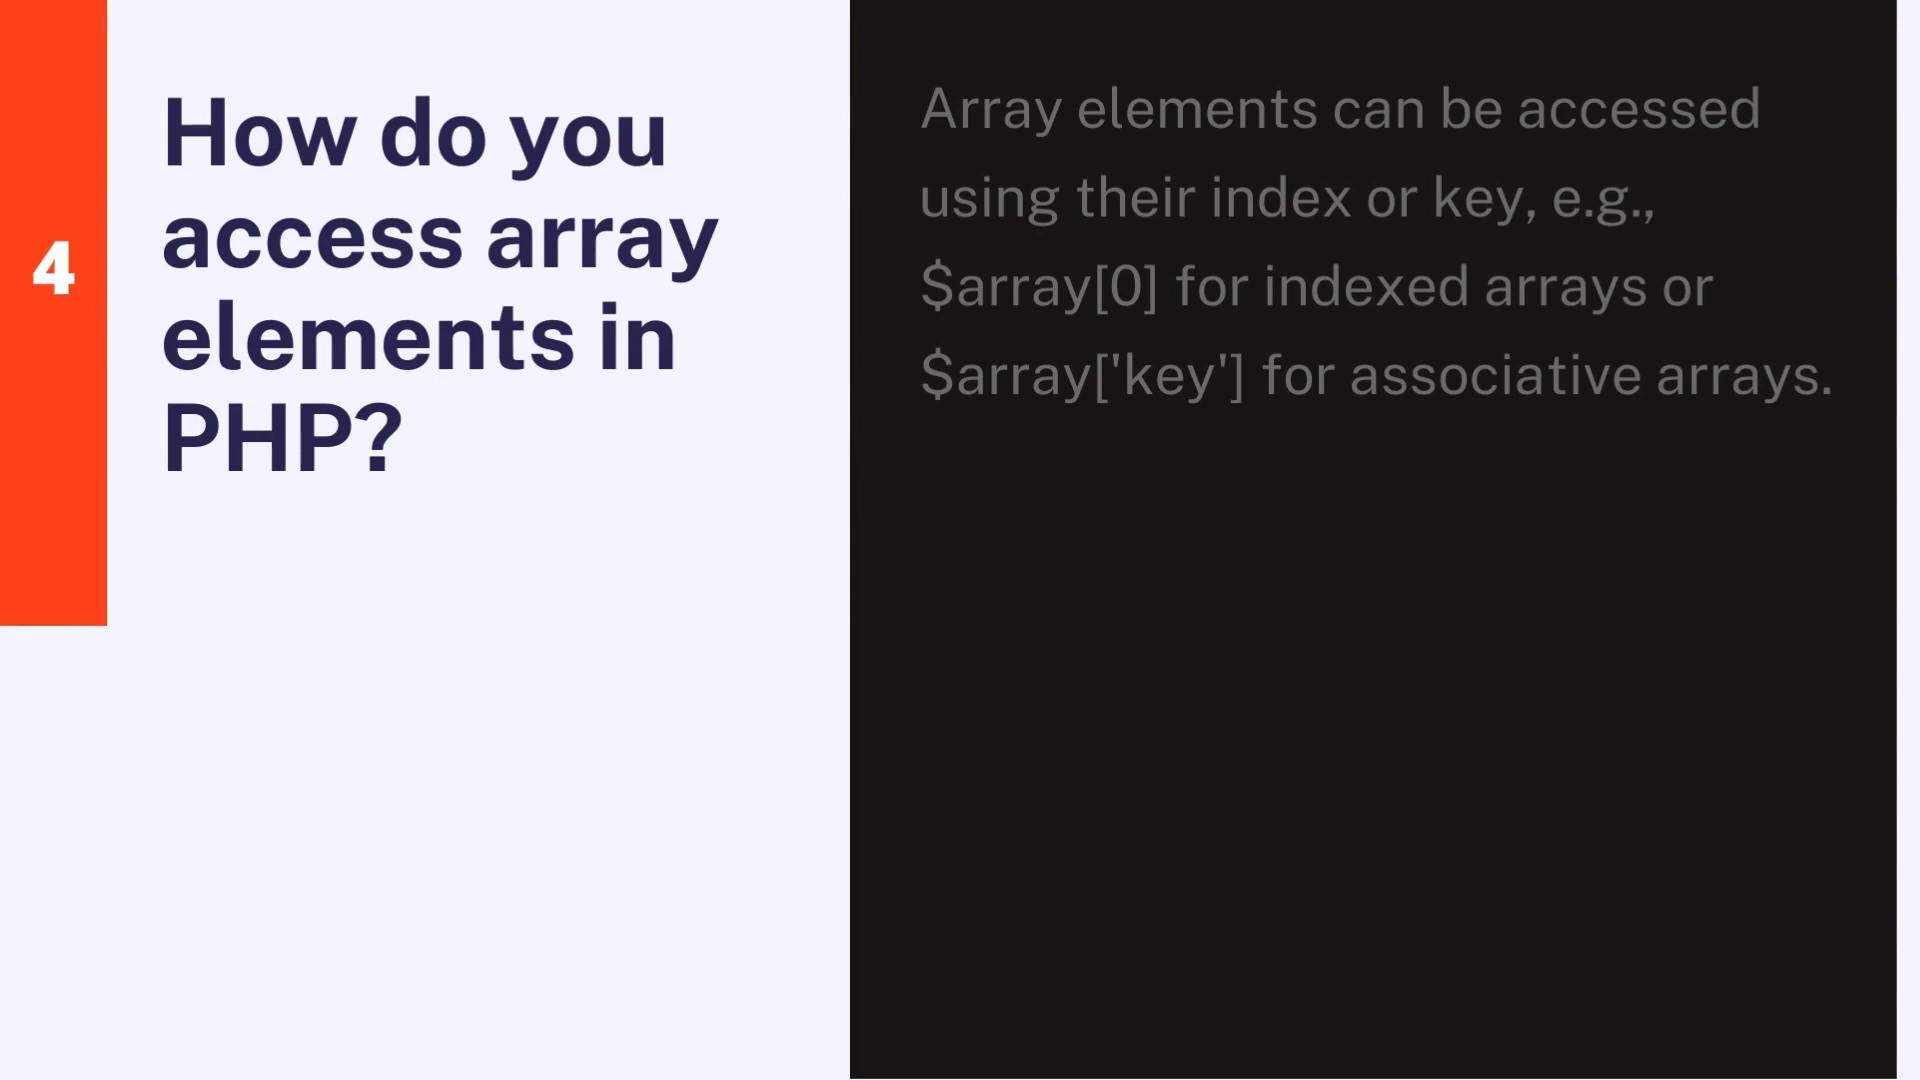 4
How do you
access array
elements in
PHP?
Array elements can be accessed
using their index or key, e.g.,
$array[0] for indexed arrays or
$array['key'] for associative arrays.